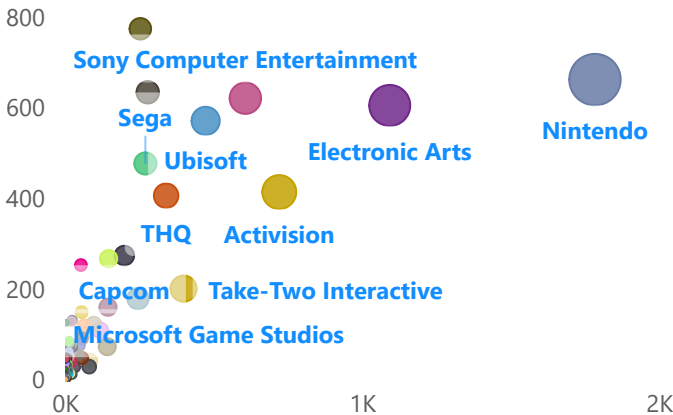 800
Sony Computer Entertainment
600
Sega
Nintendo
Electronic Arts
Ubisoft
400
THQ
Activision
Capcom
Take-Two Interactive
200
Microsoft Game Studios
0
0K
1K
2K